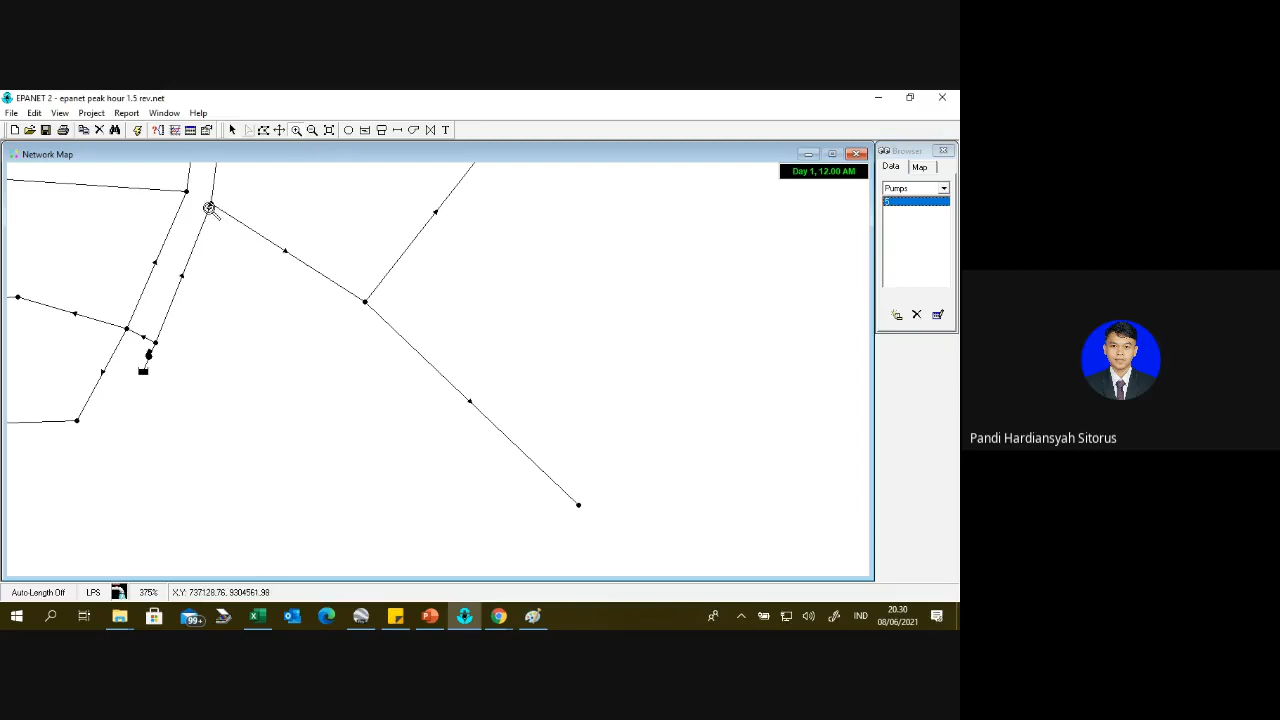 EPANET 2 - epanet peak hour 1.5 rev.net
File Edit View Project Report Window Help
T
Network Map
Browser
Day 1, 12.00 AM
Data Map
Pumps
5
Pandi Hardiansyah Sitorus
Auto-Length Off LPS 375% X,Y: 737128.76, 9304561.98
99+
IND
20.30
08/06/2021